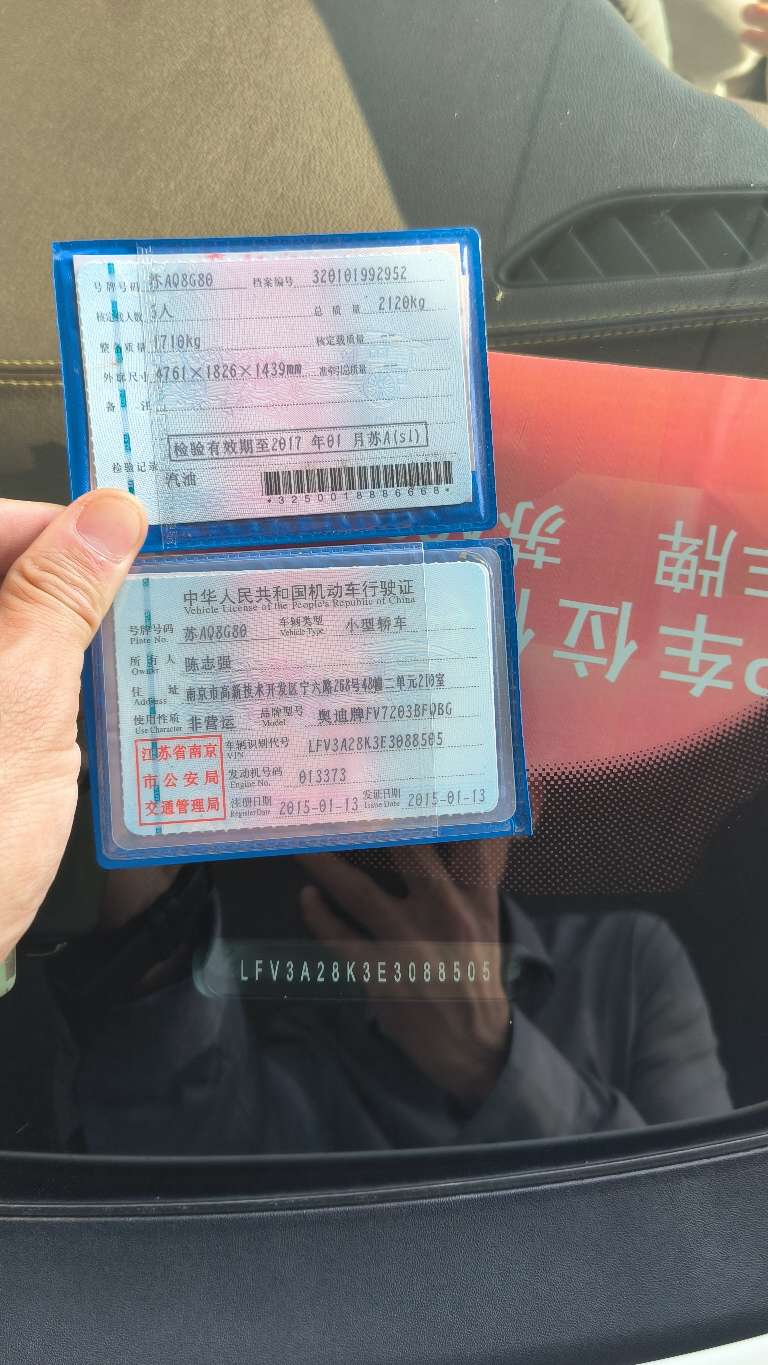 号牌号码 苏AQ8G80 档案编号 320101992952
核定载人数 5人 总质量 2120kg
整备质量 1710kg 核定载质量 --
外廓尺寸 4761×1826×1439mm 准牵引总质量 --
备注
检验有效期至2017 年01 月苏A(sl)
检验记录
汽油
*3250018886668*
中华人民共和国机动车行驶证
Vehicle License of the People's Republic of China
号牌号码 苏AQ8G80 车辆类型 小型轿车
Plate No. Vehicle Type
所有人 陈志强
Owner
住址 南京市高新技术开发区宁六路268号48幢二单元210室
Address
使用性质 非营运 品牌型号 奥迪牌FV7203BFQBG
Use Character Model
江苏省南京
市公安局
交通管理局
车辆识别代号 LFV3A28K3E3088505
VIN
发动机号码 013373
Engine No.
注册日期 2015-01-13 发证日期 2015-01-13
Register Date Issue Date
苏
车位
牌
LFV3A28K3E3088505